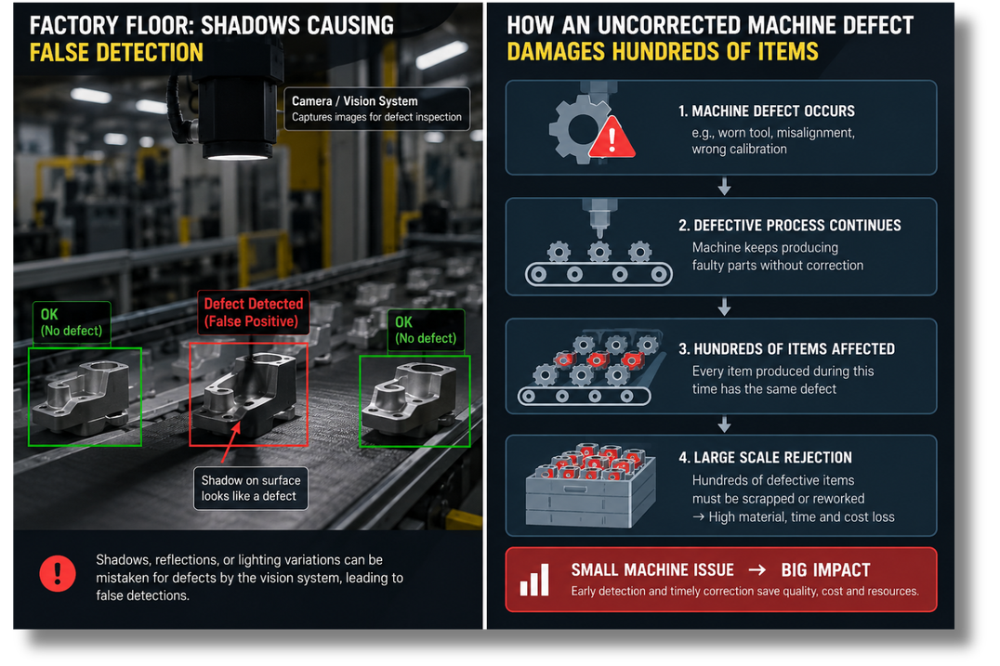 FACTORY FLOOR: SHADOWS CAUSING
FALSE DETECTION
Camera / Vision System
Captures images for defect inspection
OK
(No defect)
Defect Detected
(False Positive)
OK
(No defect)
Shadow on surface
looks like a defect
Shadows, reflections, or lighting variations can be
mistaken for defects by the vision system, leading to
false detections.
HOW AN UNCORRECTED MACHINE DEFECT
DAMAGES HUNDREDS OF ITEMS
1. MACHINE DEFECT OCCURS
e.g., worn tool, misalignment,
wrong calibration
2. DEFECTIVE PROCESS CONTINUES
Machine keeps producing
faulty parts without correction
3. HUNDREDS OF ITEMS AFFECTED
Every item produced during this
time has the same defect
4. LARGE SCALE REJECTION
Hundreds of defective items
must be scrapped or reworked
→ High material, time and cost loss
SMALL MACHINE ISSUE → BIG IMPACT
Early detection and timely correction save quality, cost and resources.